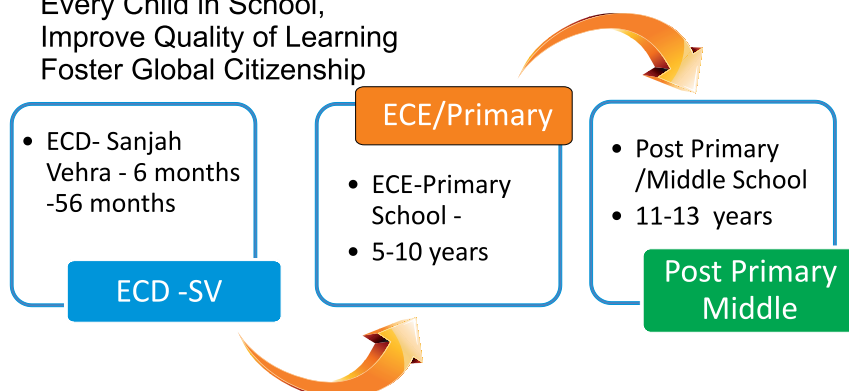 Every Child in School,
Improve Quality of Learning
Foster Global Citizenship
• ECD- Sanjah
Vehra - 6 months
-56 months
ECD -SV
ECE/Primary
• ECE-Primary
School -
• 5-10 years
• Post Primary
/Middle School
• 11-13 years
Post Primary
Middle